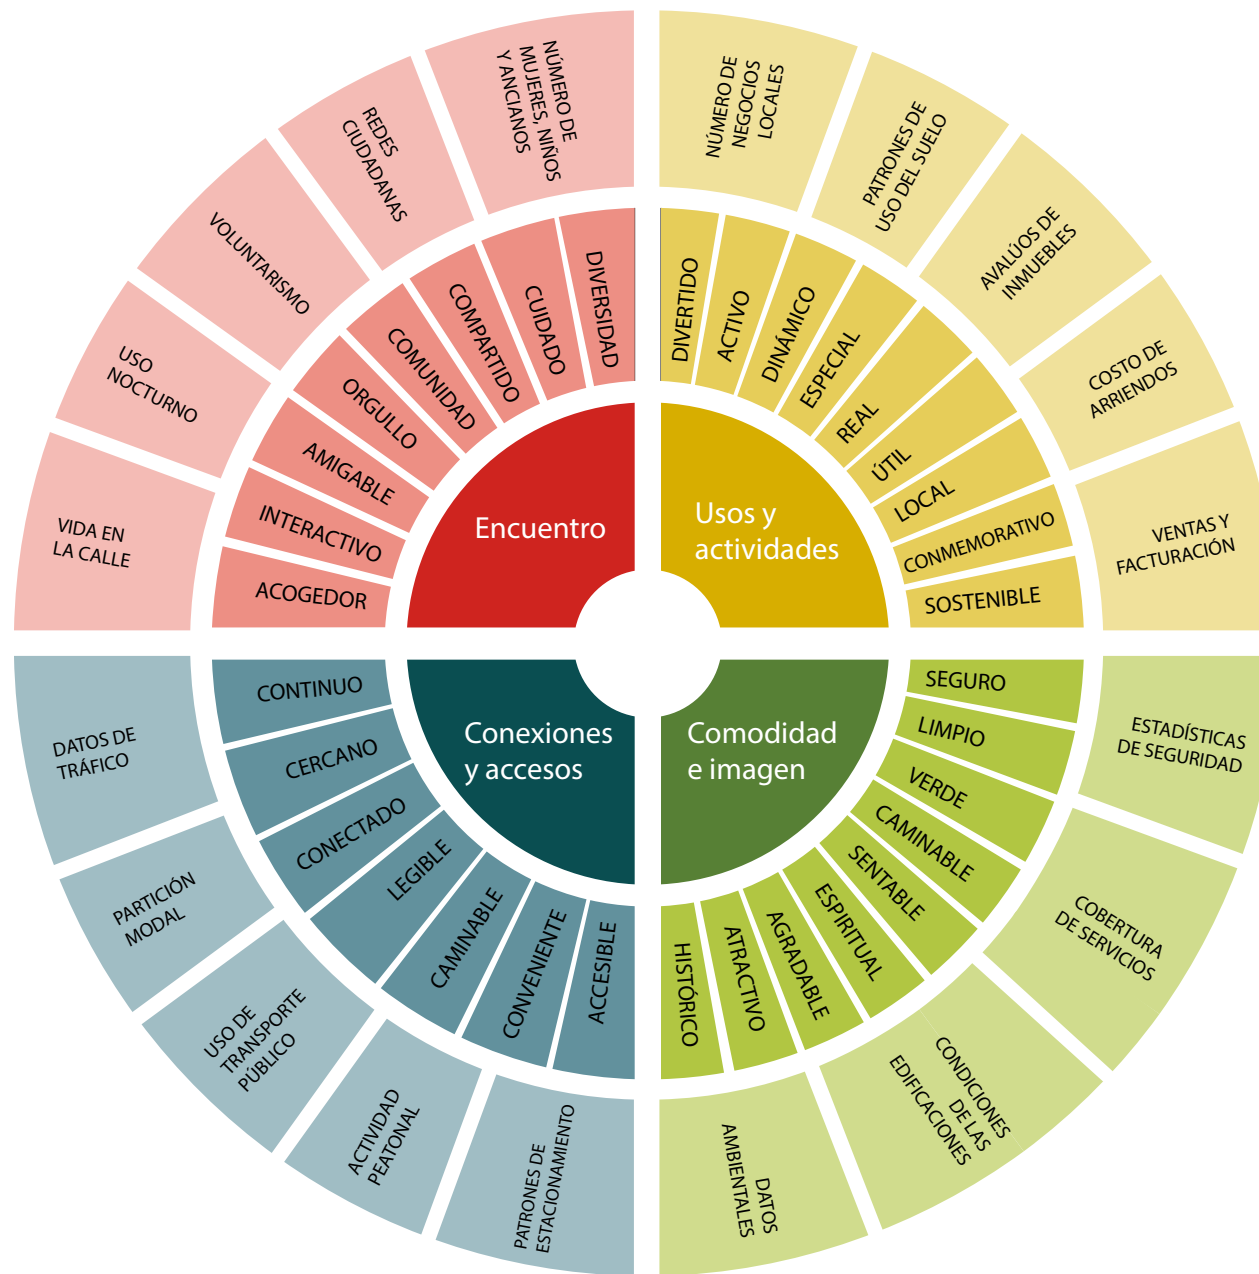 NÚMERO DE
MUJERES, NIÑOS
Y ANCIANOS
REDES
CIUDADANAS
VOLUNTARISMO
USO
NOCTURNO
VIDA EN
LA CALLE
DIVERSIDAD
CUIDADO
COMPARTIDO
COMUNIDAD
ORGULLO
AMIGABLE
INTERACTIVO
ACOGEDOR
Encuentro
NÚMERO DE
NEGOCIOS
LOCALES
PATRONES DE
USO DEL SUELO
AVALÚOS DE
INMUEBLES
COSTO DE
ARRIENDOS
VENTAS Y
FACTURACIÓN
DIVERTIDO
ACTIVO
DINÁMICO
ESPECIAL
REAL
ÚTIL
LOCAL
CONMEMORATIVO
SOSTENIBLE
Usos y
actividades
Conexiones
y accesos
CONTINUO
CERCANO
CONECTADO
LEGIBLE
CAMINABLE
CONVENIENTE
ACCESIBLE
DATOS DE
TRÁFICO
PARTICIÓN
MODAL
USO DE
TRANSPORTE
PÚBLICO
ACTIVIDAD
PEATONAL
PATRONES DE
ESTACIONAMIENTO
Comodidad
e imagen
SEGURO
LIMPIO
VERDE
CAMINABLE
SENTABLE
ESPIRITUAL
AGRADABLE
ATRACTIVO
HISTÓRICO
ESTADÍSTICAS
DE SEGURIDAD
COBERTURA
DE SERVICIOS
CONDICIONES
DE LAS
EDIFICACIONES
DATOS
AMBIENTALES